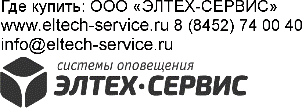 Где купить: ООО «ЭЛТЕХ-СЕРВИС»
www.eltech-service.ru 8 (8452) 74 00 40
info@eltech-service.ru
системы оповещения
ЭЛТЕХ·СЕРВИС